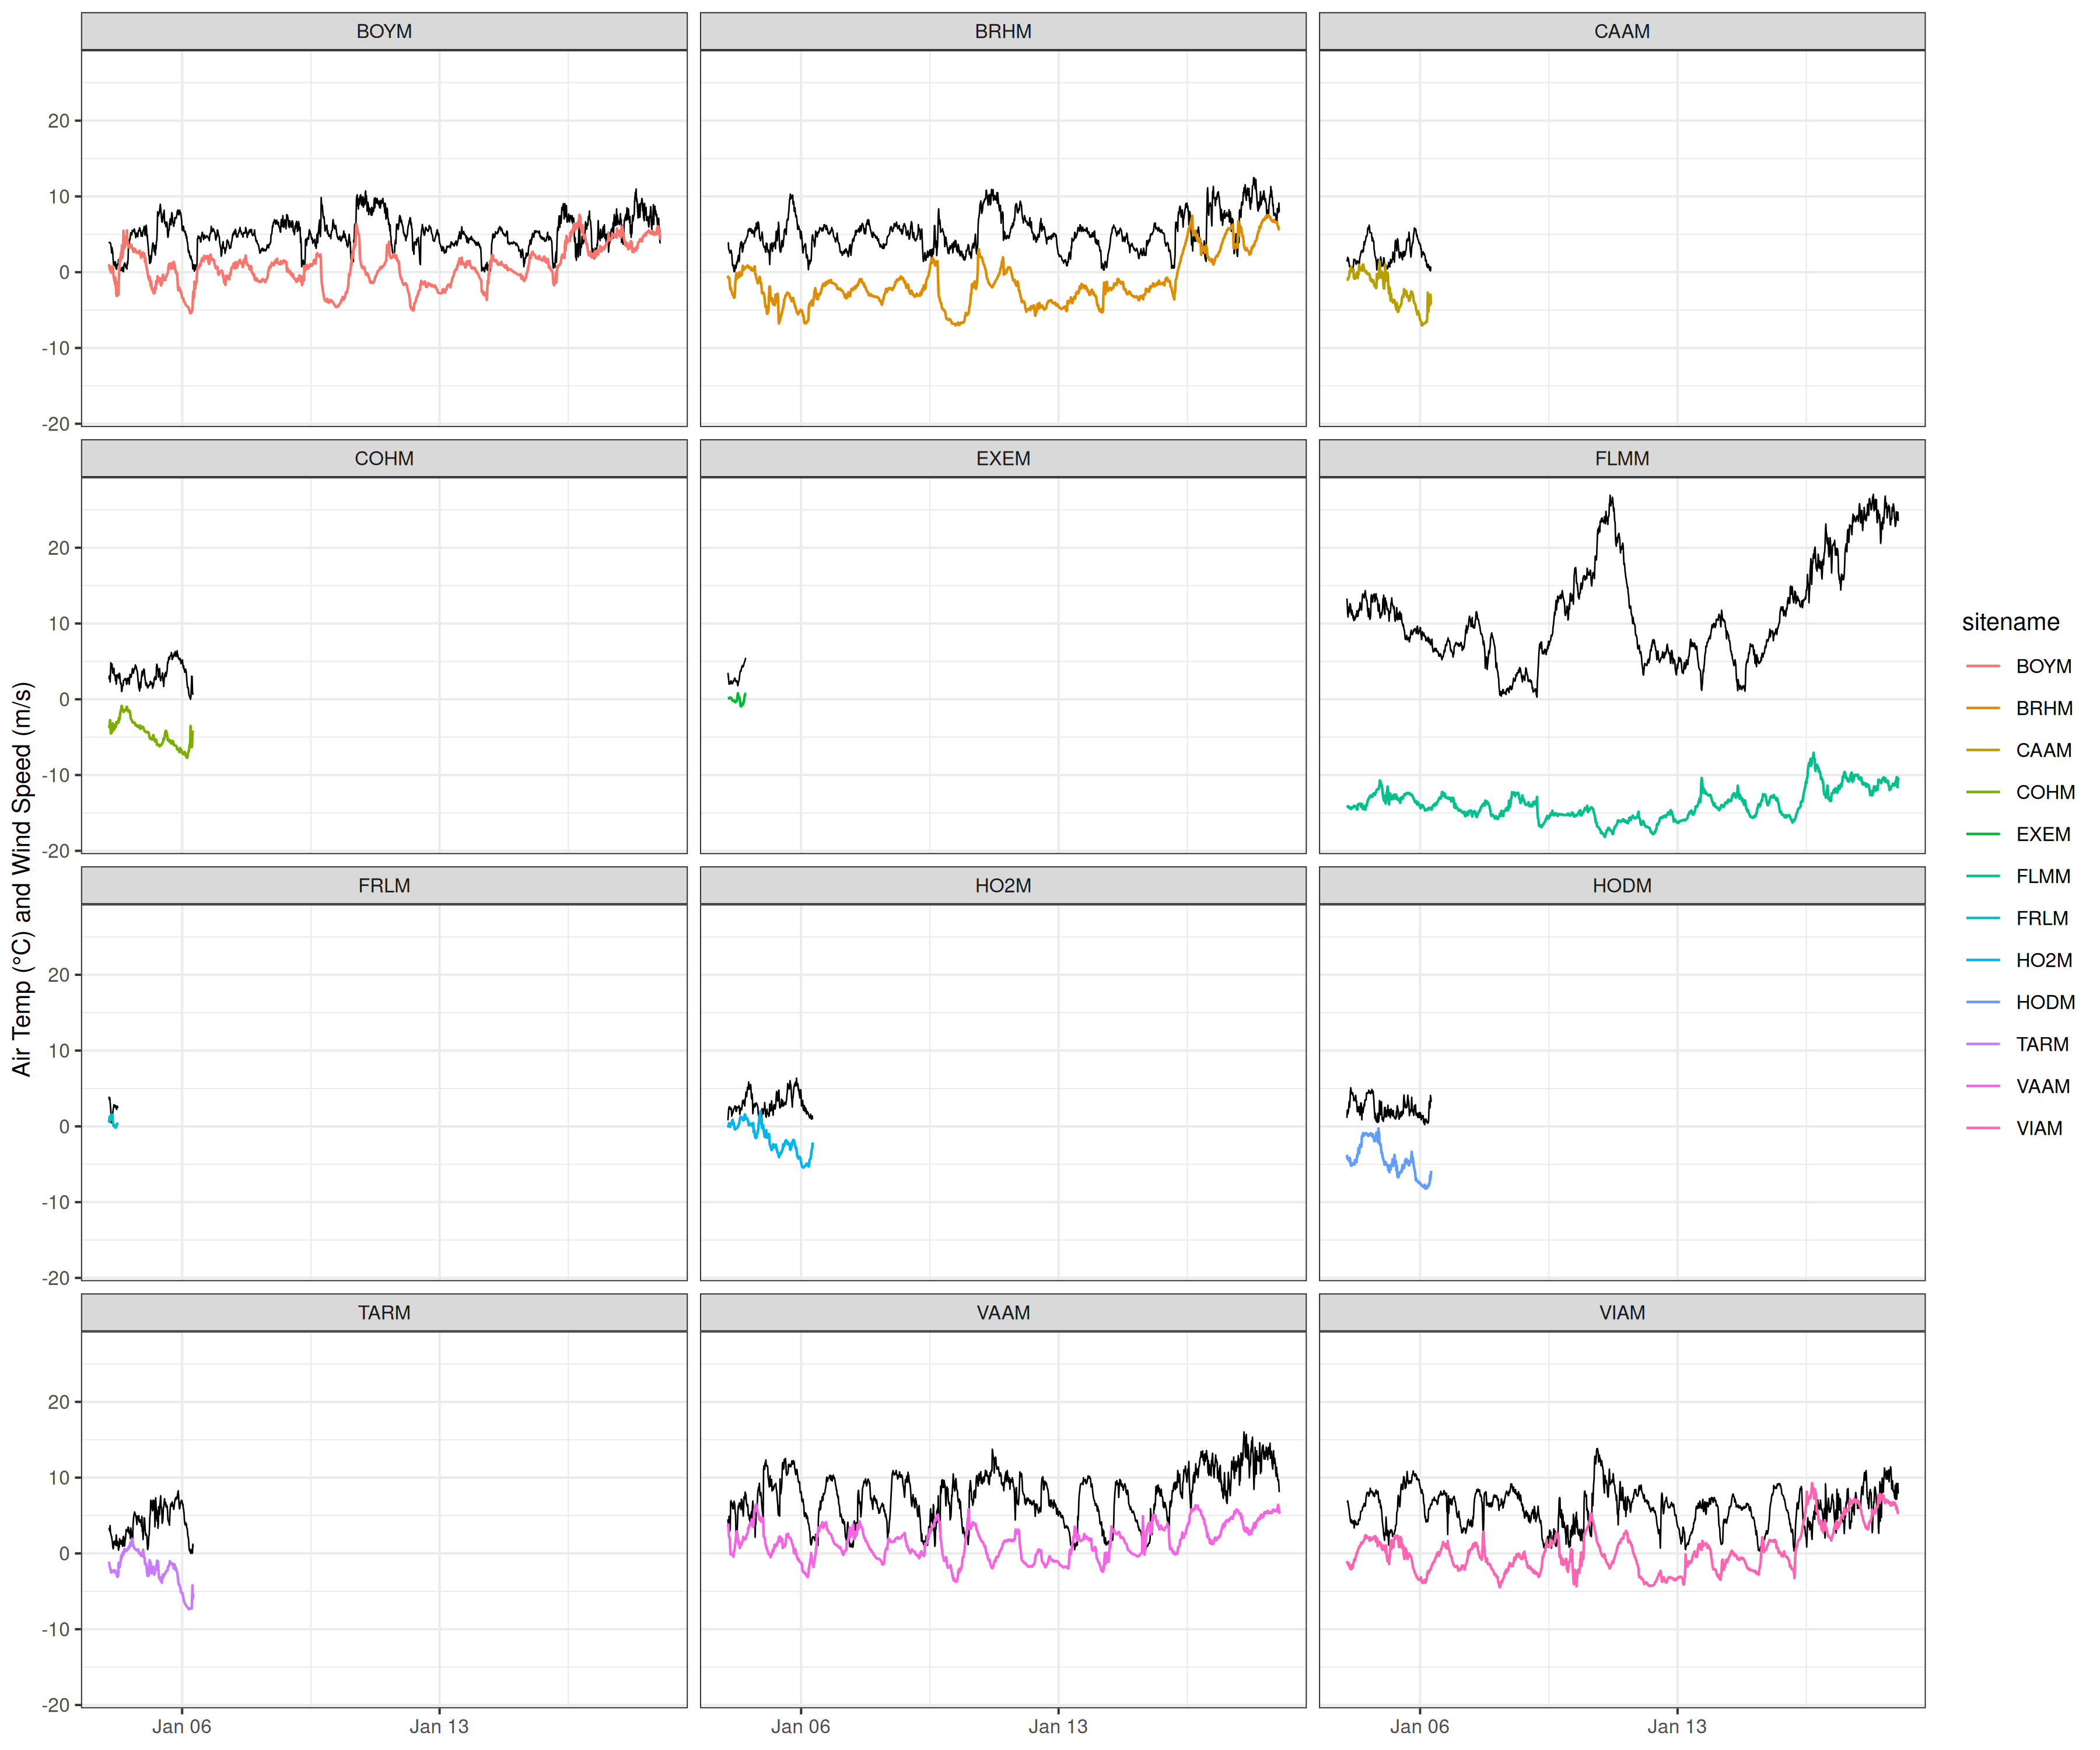 BOYM BRHM CAAM
20
10
0
-10
-20
COHM EXEM FLMM
20
10
0
-10
-20
FRLM HO2M HODM
20
10
0
-10
-20
TARM VAAM VIAM
20
10
0
-10
-20
Jan 06 Jan 13 Jan 06 Jan 13 Jan 06 Jan 13
Air Temp (°C) and Wind Speed (m/s)
sitename
BOYM
BRHM
CAAM
COHM
EXEM
FLMM
FRLM
HO2M
HODM
TARM
VAAM
VIAM